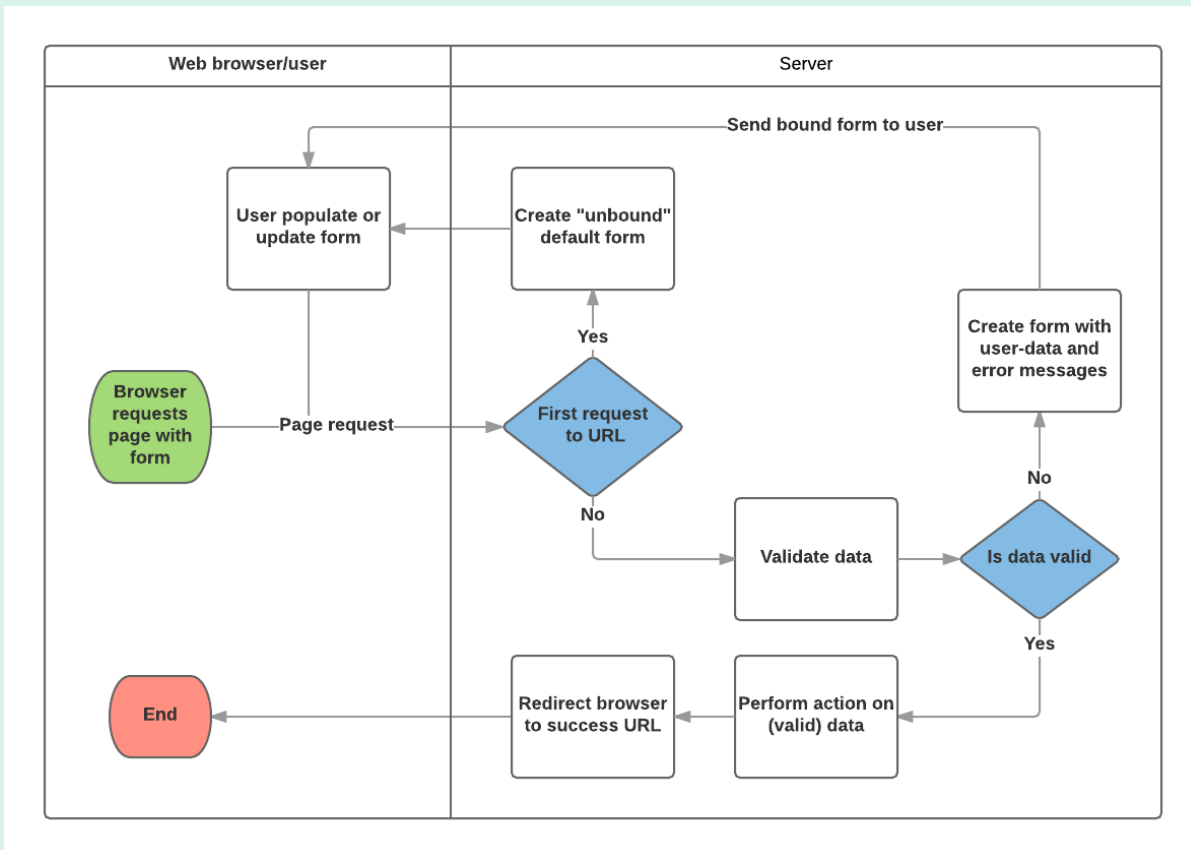 Web browser/user
Server
Send bound form to user
User populate or
update form
Create "unbound"
default form
Yes
Create form with
user-data and
error messages
Browser
requests
page with
form
Page request
First request
to URL
No
No
Validate data
Is data valid
Yes
End
Redirect browser
to success URL
Perform action on
(valid) data